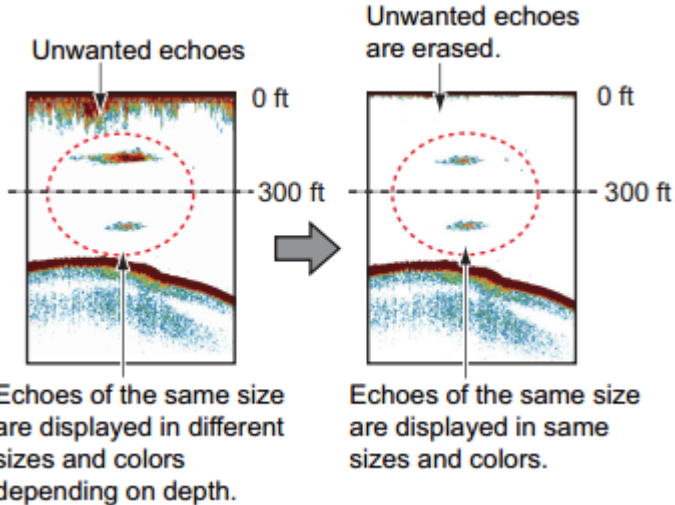 Unwanted echoes
0 ft
300 ft
Echoes of the same size
are displayed in different
sizes and colors
depending on depth.
Unwanted echoes
are erased.
0 ft
300 ft
Echoes of the same size
are displayed in same
sizes and colors.